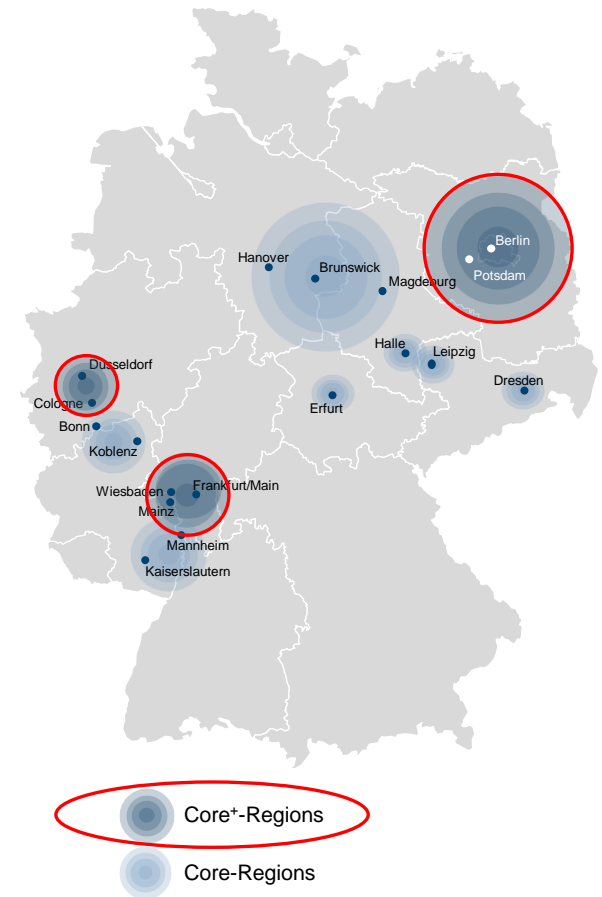 Berlin
Hanover
Brunswick
Potsdam
Magdeburg
Halle
Leipzig
Dusseldorf
Dresden
Cologne
Erfurt
Bonn
Koblenz
Wiesbaden
Frankfurt/Main
Mainz
Mannheim
Kaiserslautern
Core⁺-Regions
Core-Regions